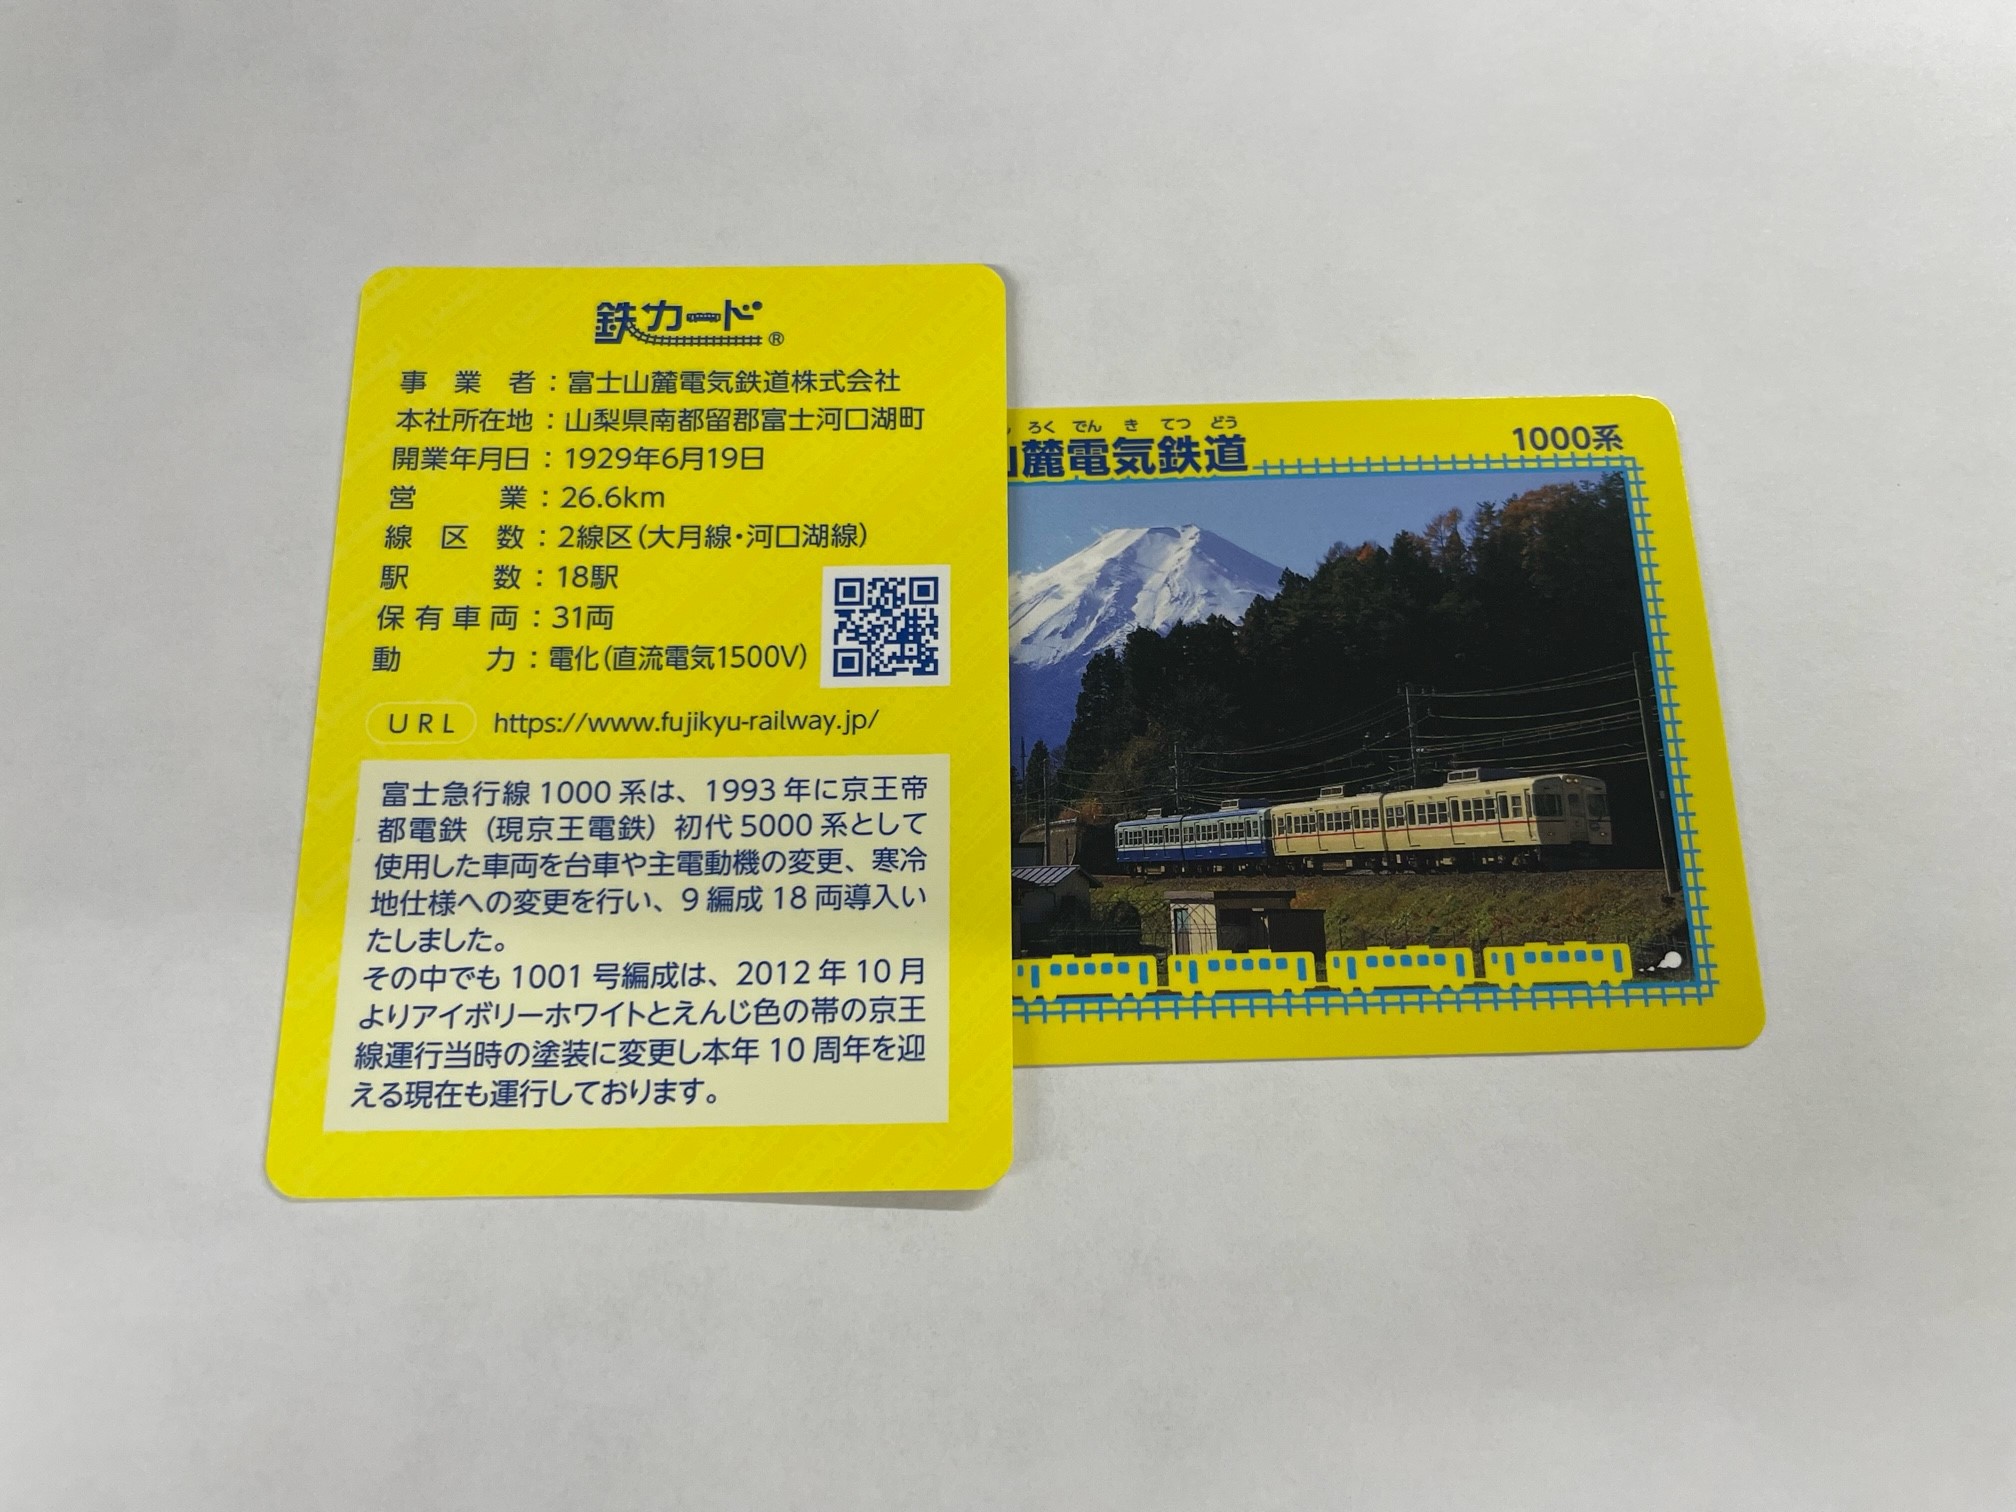 鉄カード®
事業者：富士山麓電気鉄道株式会社
本社所在地：山梨県南都留郡富士河口湖町
開業年月日：1929年6月19日
営業：26.6km
線区数：2線区(大月線・河口湖線)
駅数：18駅
保有車両：31両
動力：電化(直流電気1500V)
URL https://www.fujikyu-railway.jp/
富士急行線1000系は、1993年に京王帝
都電鉄（現京王電鉄）初代5000系として
使用した車両を台車や主電動機の変更、寒冷
地仕様への変更を行い、9編成18両導入い
たしました。
その中でも1001号編成は、2012年10月
よりアイボリーホワイトとえんじ色の帯の京王
線運行当時の塗装に変更し本年10周年を迎
える現在も運行しております。
ろくでんきてつどう
山麓電気鉄道
1000系